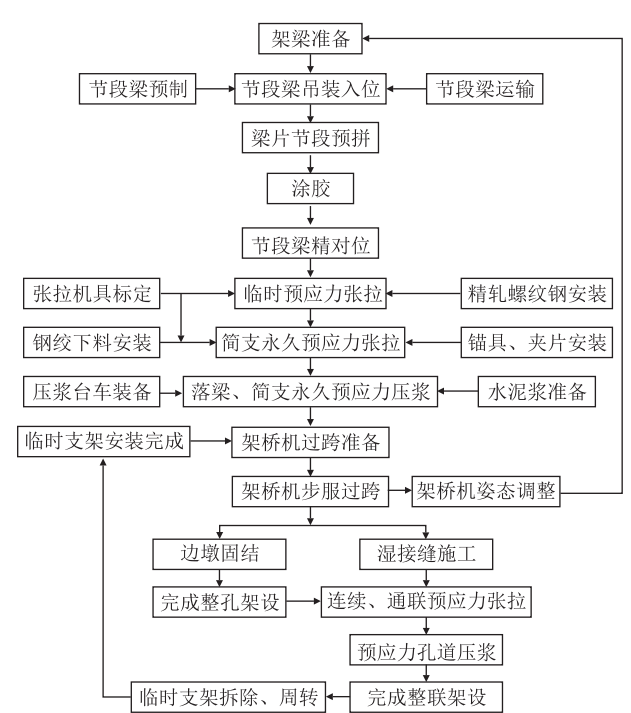 架梁准备
节段梁预制
节段梁吊装入位
节段梁运输
梁片节段预拼
涂胶
节段梁精对位
张拉机具标定
临时预应力张拉
精轧螺纹钢安装
钢绞下料安装
简支永久预应力张拉
锚具、夹片安装
压浆台车装备
落梁、简支永久预应力压浆
水泥浆准备
临时支架安装完成
架桥机过跨准备
架桥机步服过跨
架桥机姿态调整
边墩固结
湿接缝施工
完成整孔架设
连续、通联预应力张拉
预应力孔道压浆
临时支架拆除、周转
完成整联架设